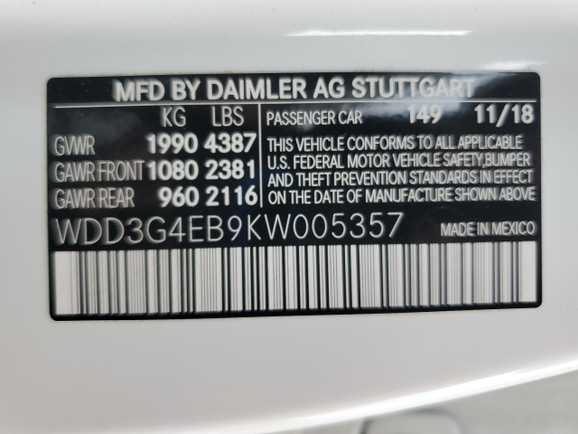 MFD BY DAIMLER AG STUTTGART
KG LBS
GVWR 1990 4387
GAWR FRONT 1080 2381
GAWR REAR 960 2116
PASSENGER CAR 149 11/18
THIS VEHICLE CONFORMS TO ALL APPLICABLE
U.S. FEDERAL MOTOR VEHICLE SAFETY,BUMPER
AND THEFT PREVENTION STANDARDS IN EFFECT
ON THE DATE OF MANUFACTURE SHOWN ABOVE
WDD3G4EB9KW005357 MADE IN MEXICO